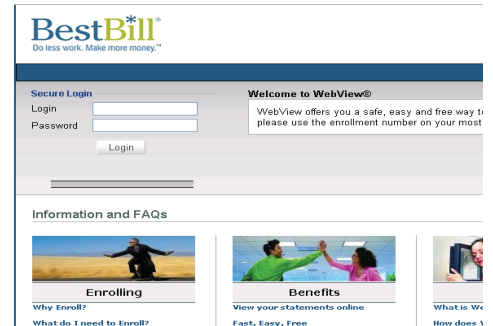 BestBill®
Do less work. Make more money.™
Secure Login
Login
Password
Login
Welcome to WebView®
WebView offers you a safe, easy and free way
please use the enrollment number on your most
Information and FAQs
Enrolling
Why Enroll?
What do I need to Enroll?
Benefits
View your statements online
Fast, Easy, Free
What is
How does